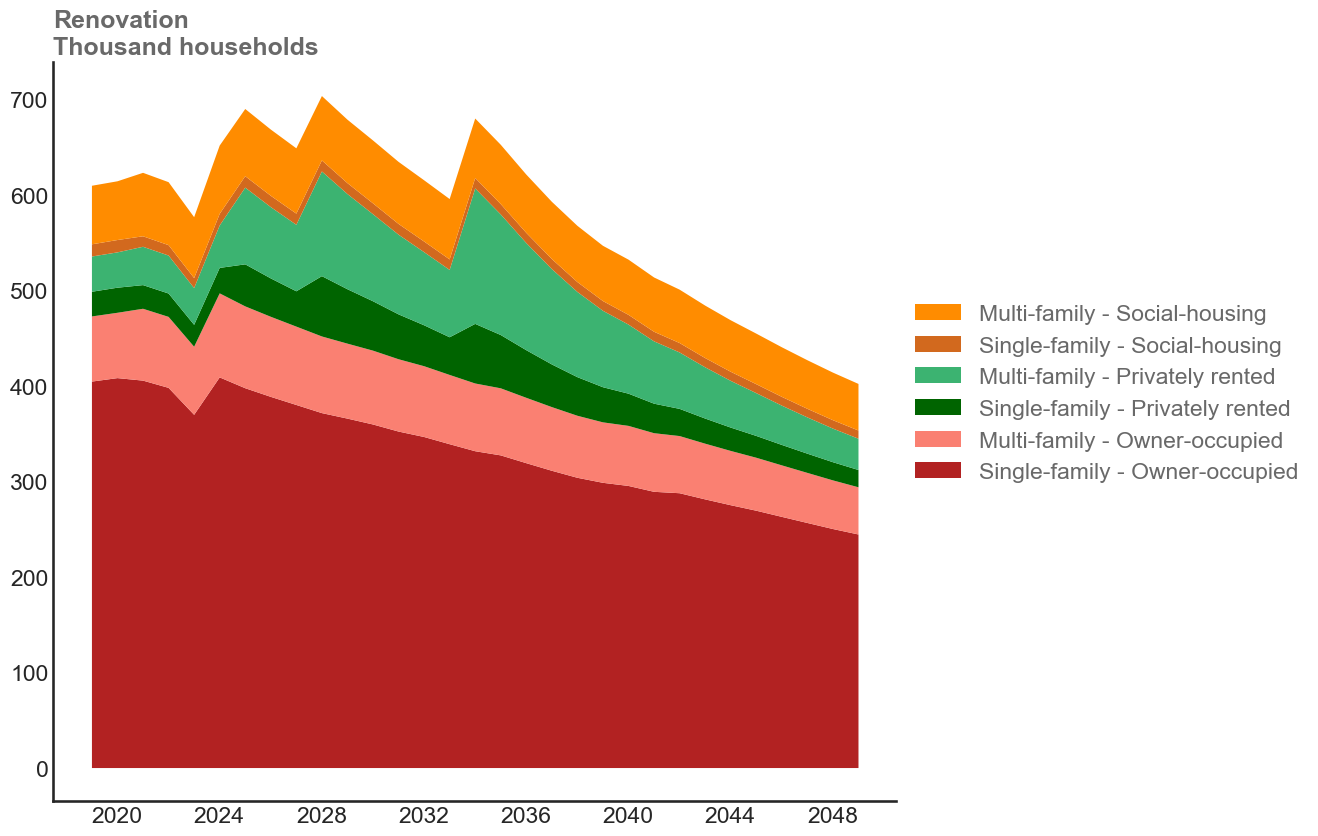 Renovation
Thousand households
700
600
500
400
300
200
100
0
2020 2024 2028 2032 2036 2040 2044 2048
Multi-family - Social-housing
Single-family - Social-housing
Multi-family - Privately rented
Single-family - Privately rented
Multi-family - Owner-occupied
Single-family - Owner-occupied